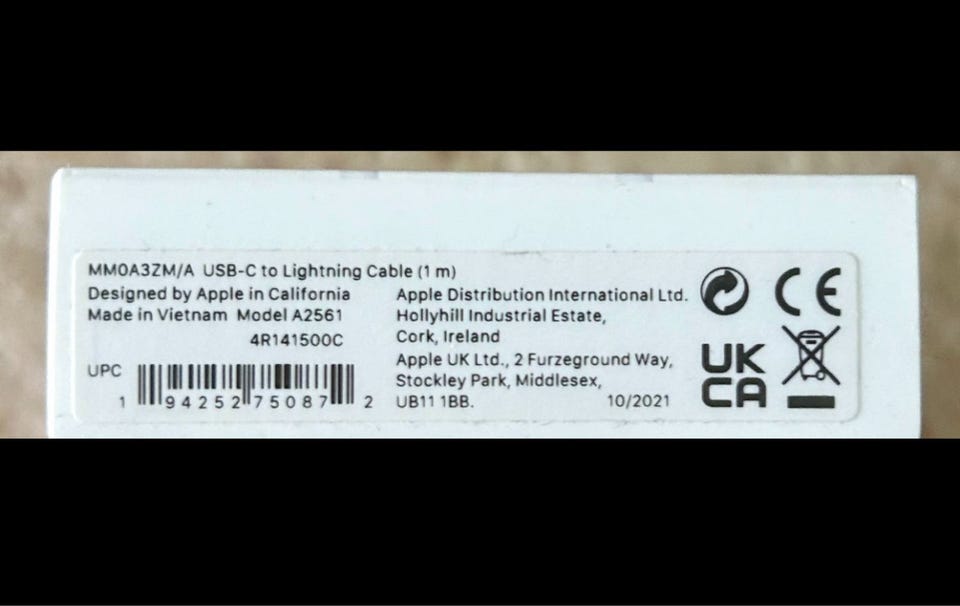 MM0A3ZM/A USB-C to Lightning Cable (1 m)
Designed by Apple in California
Made in Vietnam Model A2561
4R141500C
UPC
1 94252 75087 2
Apple Distribution International Ltd.
Hollyhill Industrial Estate,
Cork, Ireland
Apple UK Ltd., 2 Furzeground Way,
Stockley Park, Middlesex,
UB11 1BB. 10/2021
CE
UK
CA